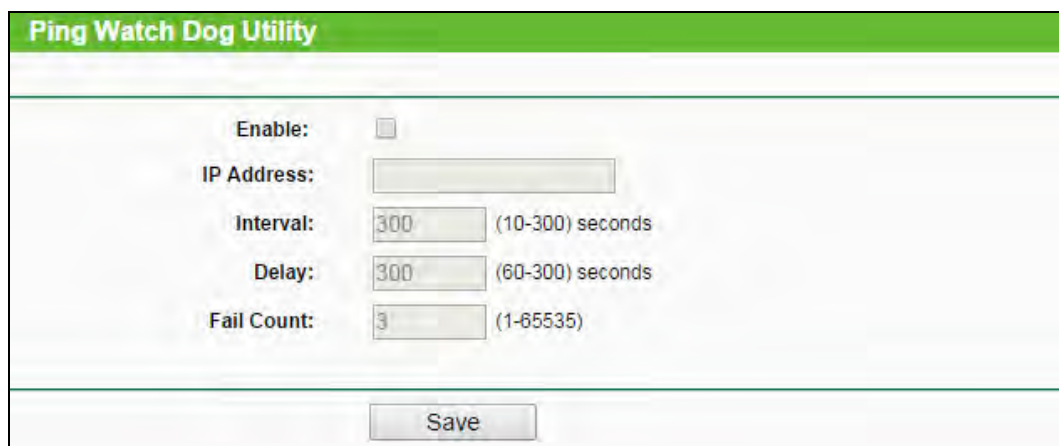 Ping Watch Dog Utility
Enable:
IP Address:
Interval: 300 (10-300) seconds
Delay: 300 (60-300) seconds
Fail Count: 3 (1-65535)
Save